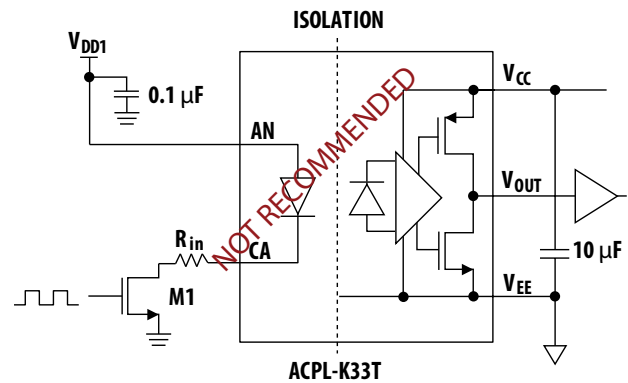 ISOLATION
VDD1
0.1 µF
AN
VCC
NOT RECOMMENDED
VOUT
Rin
CA
10 µF
M1
VEE
ACPL-K33T